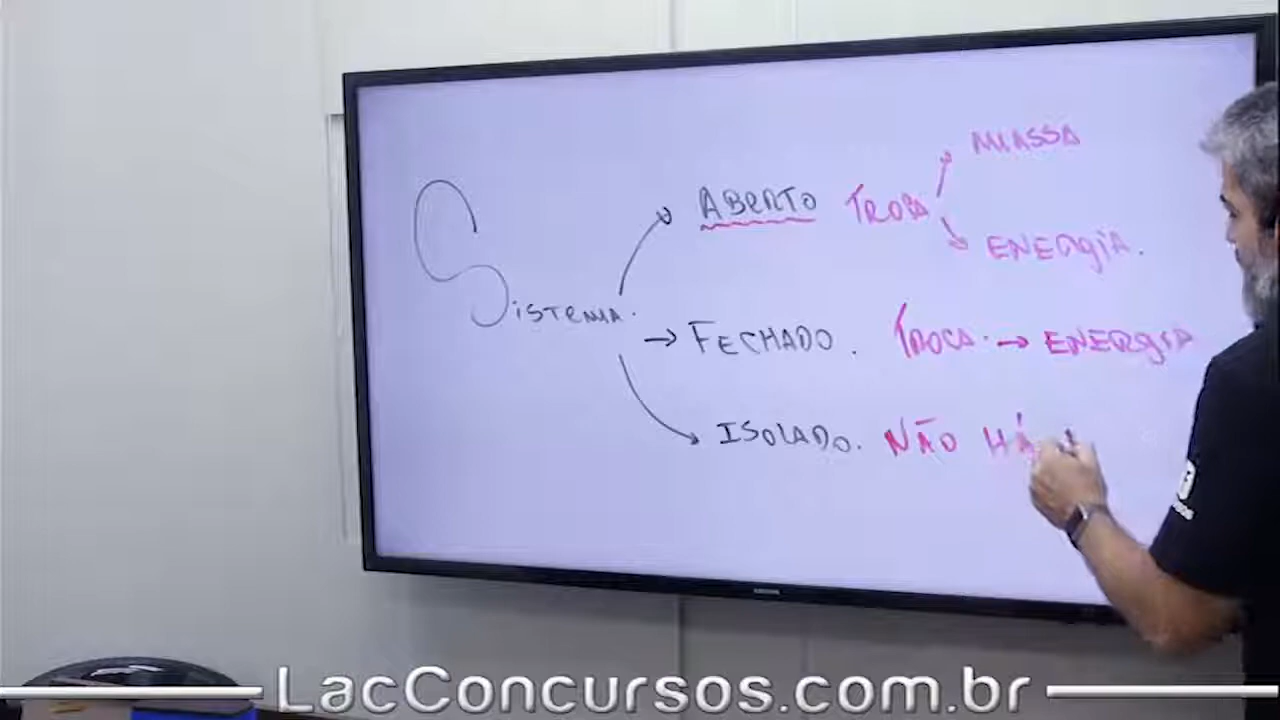 MASSA
ABERTO TROCA
ENERGIA.
SISTEMA.
→ FECHADO. TROCA. → ENERGIA
ISOLADO. NÃO HÁ
LacConcursos.com.br